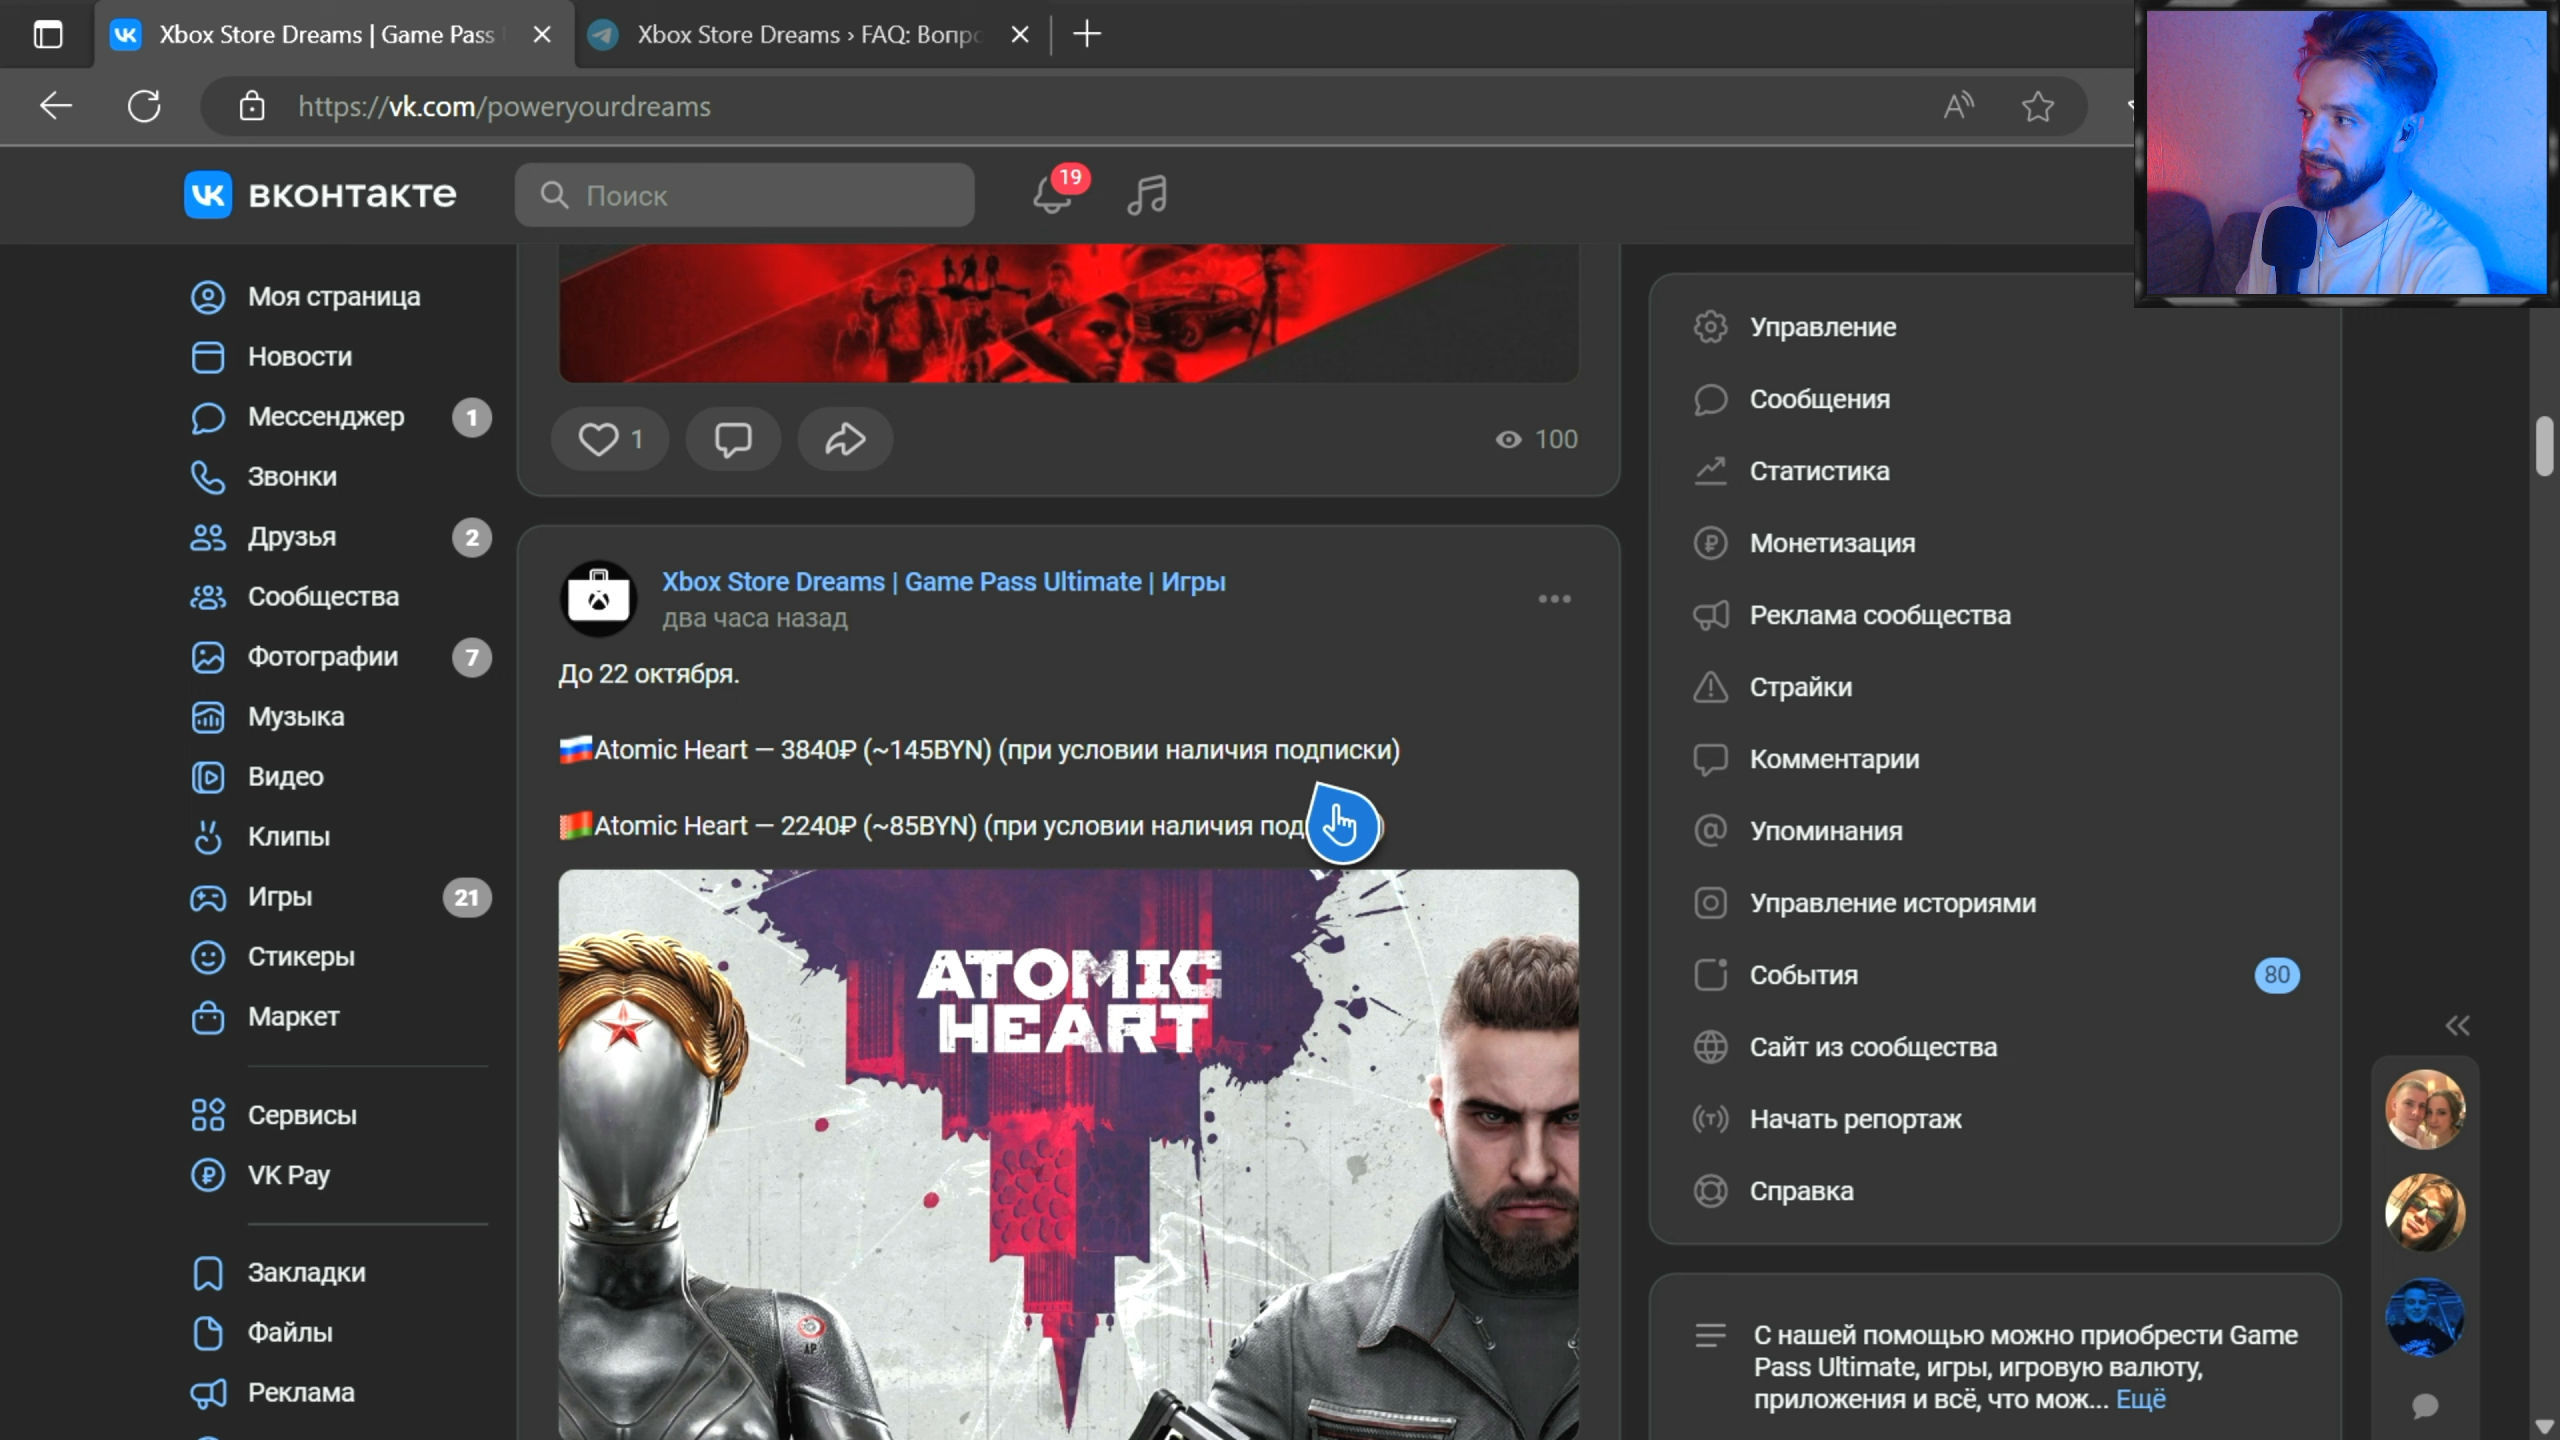 Xbox Store Dreams | Game Pass
Xbox Store Dreams › FAQ: Вопро
https://vk.com/poweryourdreams
вконтакте
Поиск
19
Моя страница
Новости
Мессенджер 1
Звонки
Друзья 2
Сообщества
Фотографии 7
Музыка
Видео
Клипы
Игры 21
Стикеры
Маркет
Сервисы
VK Pay
Закладки
Файлы
Реклама
1
100
Xbox Store Dreams | Game Pass Ultimate | Игры
два часа назад
До 22 октября.
Atomic Heart — 3840₽ (~145BYN) (при условии наличия подписки)
Atomic Heart — 2240₽ (~85BYN) (при условии наличия под
ATOMIC
HEART
AP
Управление
Сообщения
Статистика
Монетизация
Реклама сообщества
Страйки
Комментарии
Упоминания
Управление историями
События 80
Сайт из сообщества
Начать репортаж
Справка
С нашей помощью можно приобрести Game
Pass Ultimate, игры, игровую валюту,
приложения и всё, что мож... Ещё